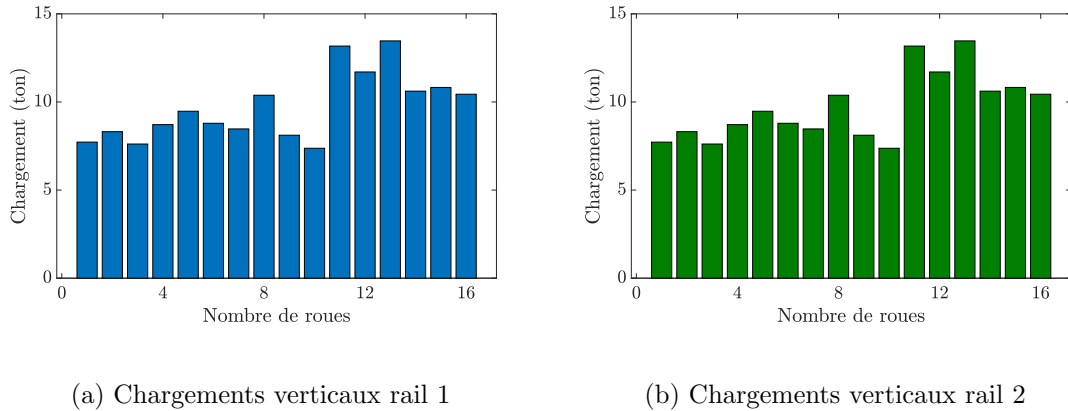 15
10
5
0
Chargement (ton)
0 4 8 12 16
Nombre de roues
(a) Chargements verticaux rail 1
15
10
5
0
Chargement (ton)
0 4 8 12 16
Nombre de roues
(b) Chargements verticaux rail 2